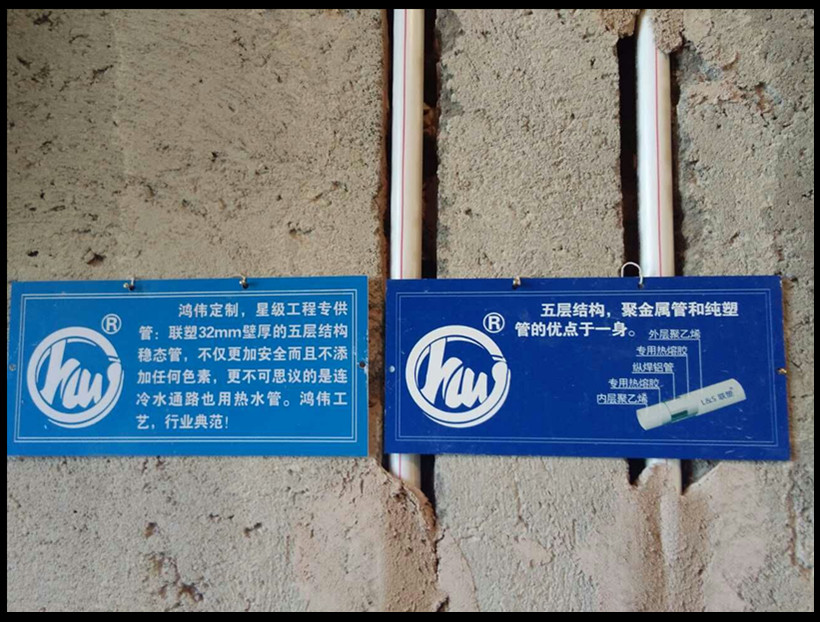 鸿伟定制，星级工程专供
管：联塑32mm壁厚的五层结构
稳态管，不仅更加安全而且不添
加任何色素，更不可思议的是连
冷水通路也用热水管。鸿伟工
艺，行业典范！
hw
®
五层结构，聚金属管和纯塑
管的优点于一身。
hw
®
外层聚乙烯
专用热熔胶
纵焊铝管
专用热熔胶
内层聚乙烯
L&S 联塑